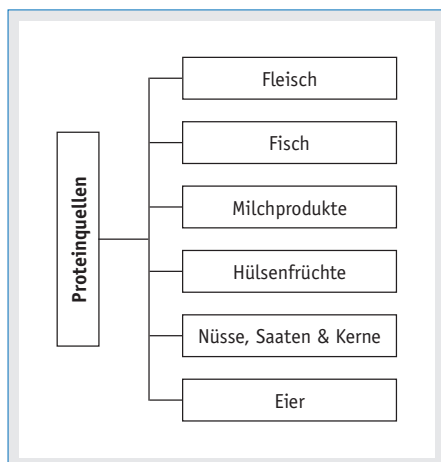 Proteinquellen
Fleisch
Fisch
Milchprodukte
Hülsenfrüchte
Nüsse, Saaten & Kerne
Eier